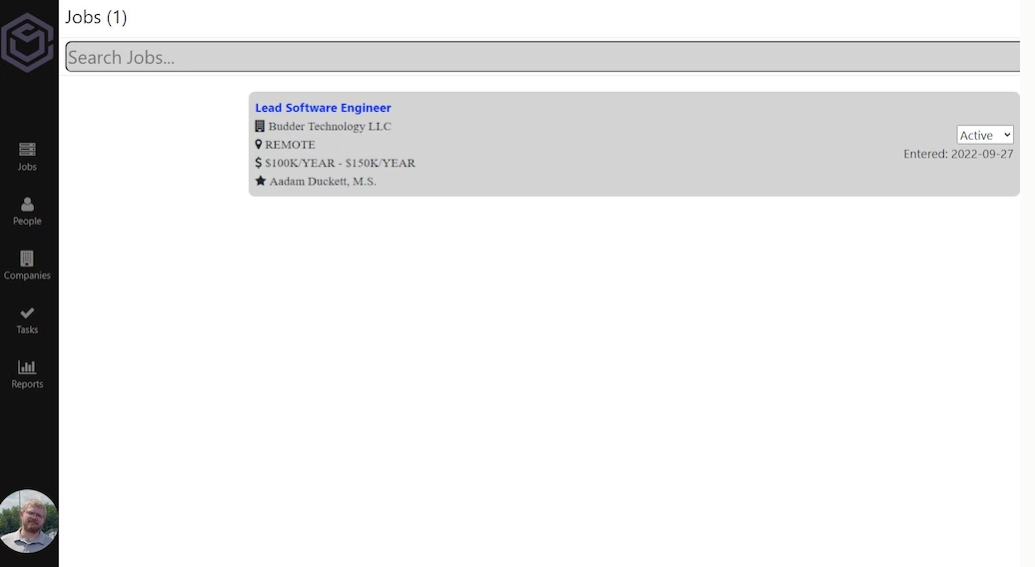 Jobs (1)
Search Jobs...
Lead Software Engineer
Budder Technology LLC
REMOTE
$ $100K/YEAR - $150K/YEAR
Aadam Duckett, M.S.
Active
Entered: 2022-09-27
Jobs
People
Companies
Tasks
Reports